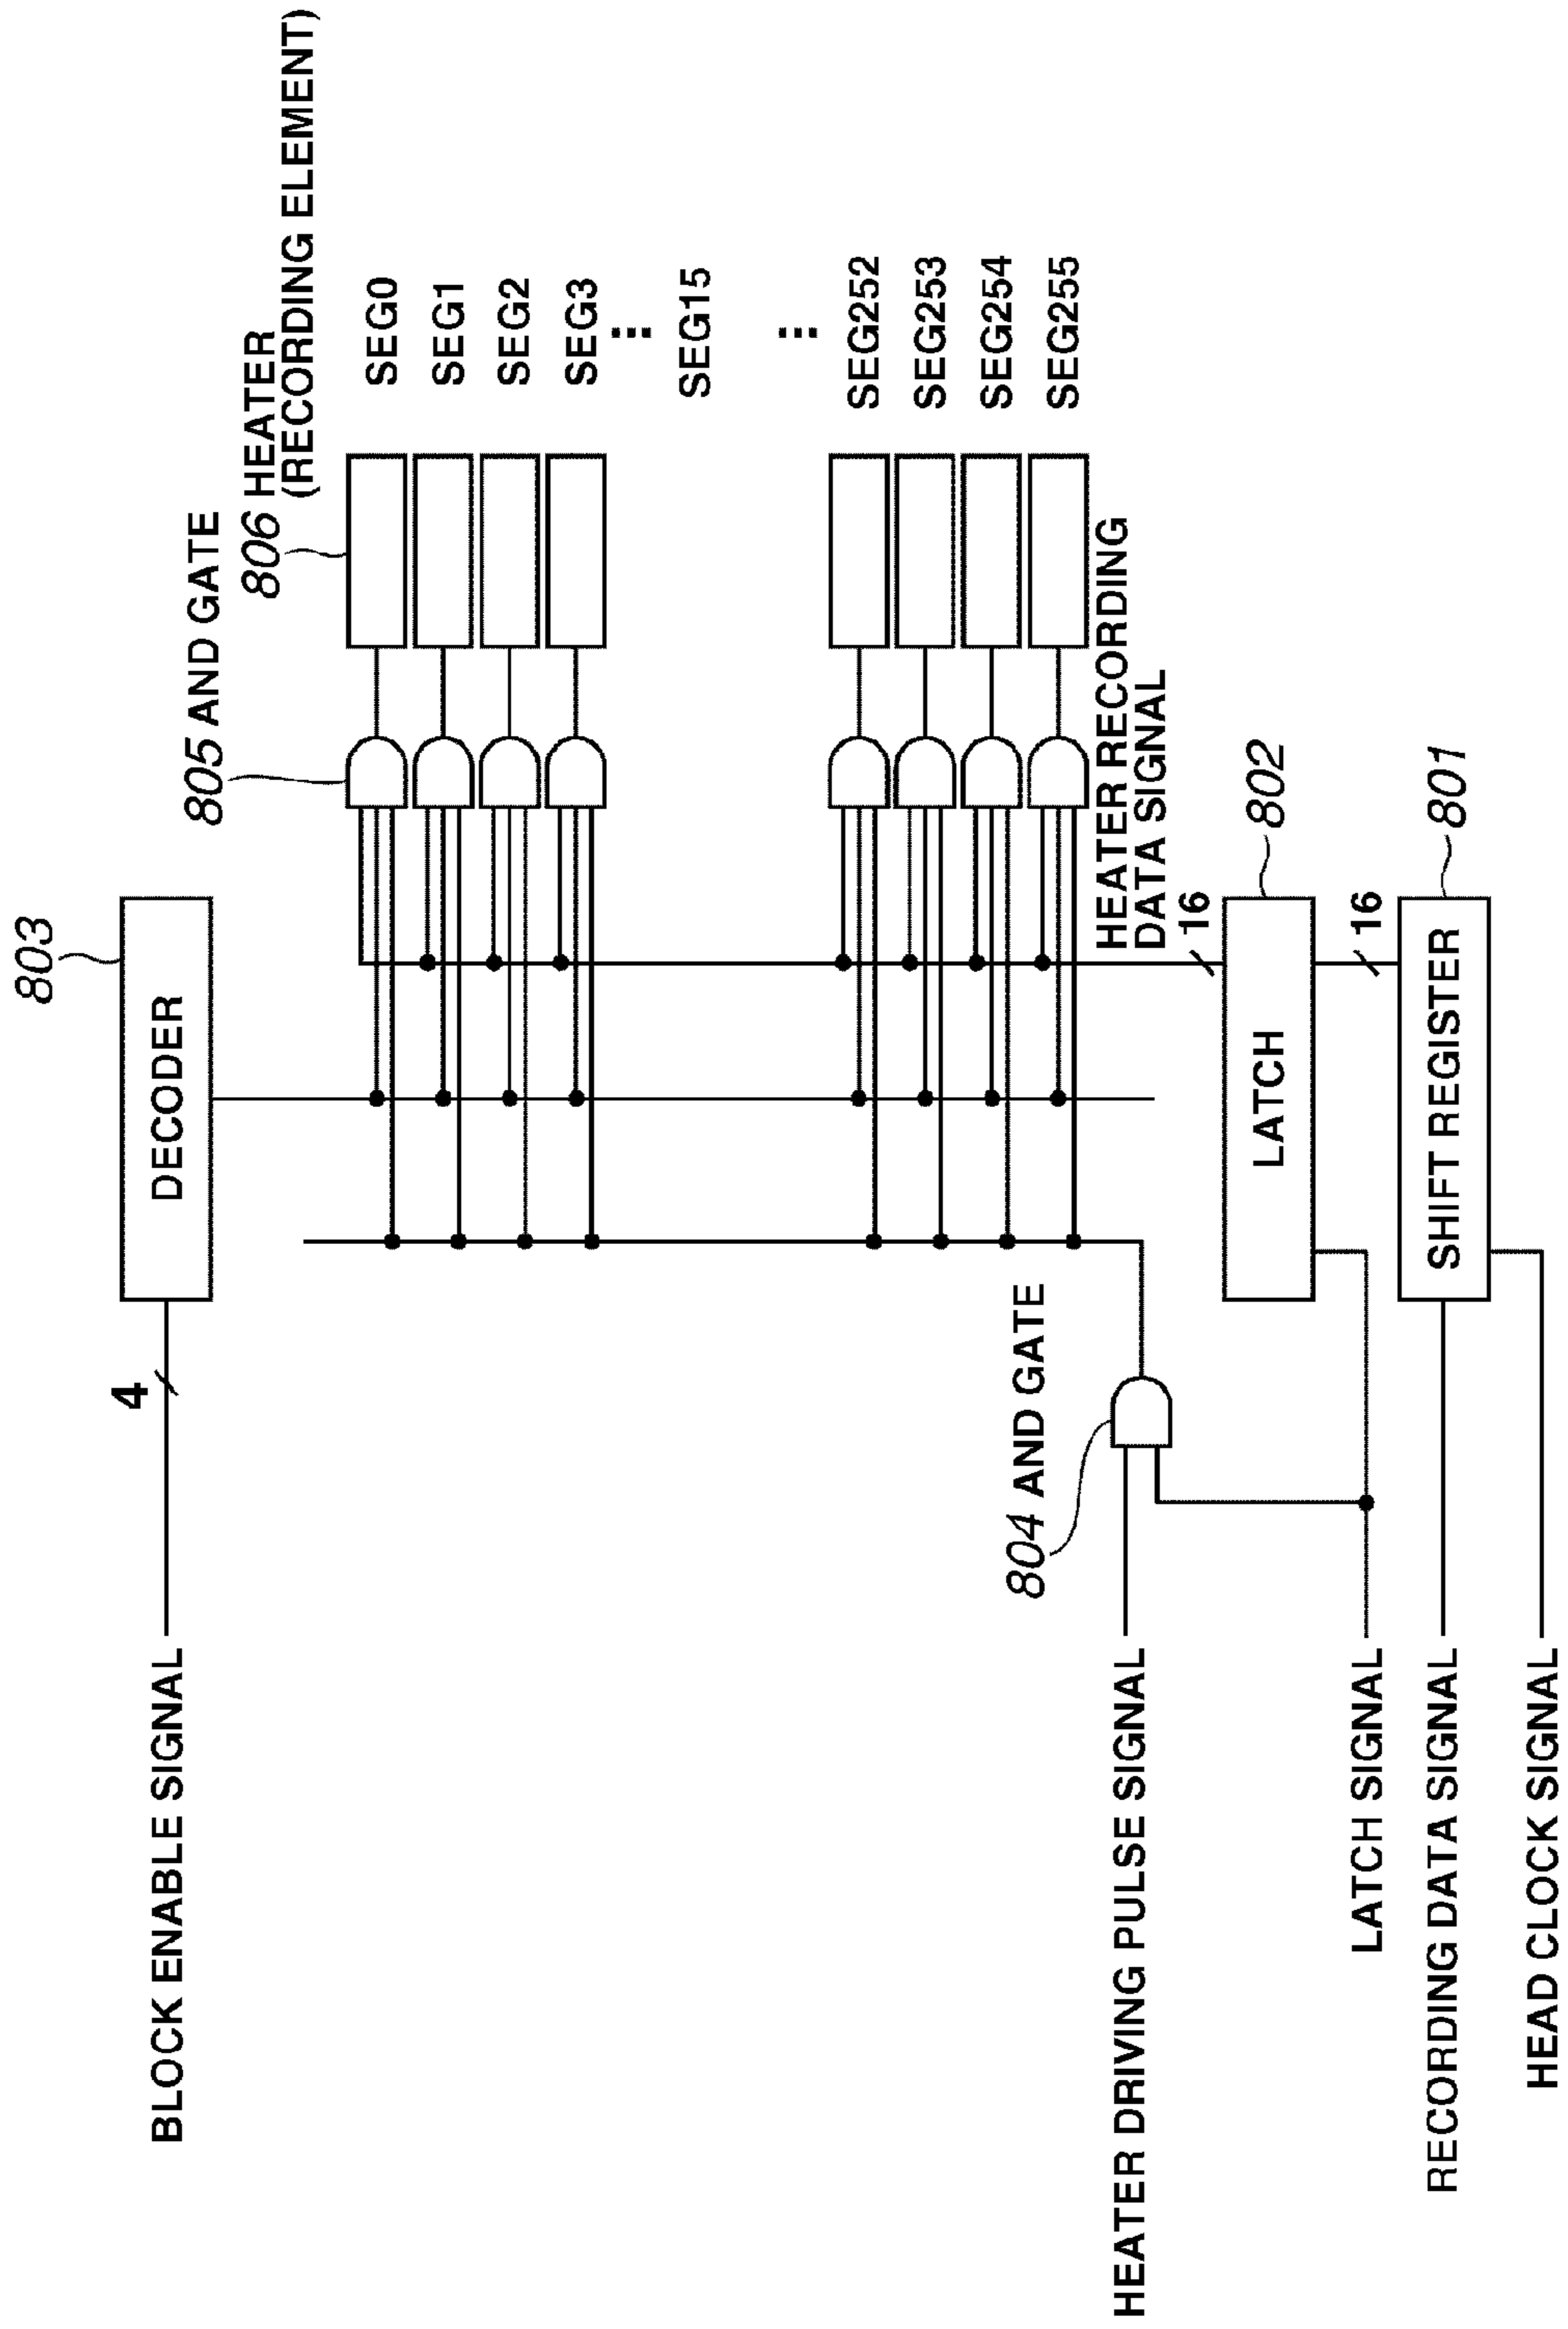 803
DECODER
4
BLOCK ENABLE SIGNAL
805 AND GATE
806 HEATER
(RECORDING ELEMENT)
SEG0
SEG1
SEG2
SEG3
...
SEG15
...
SEG252
SEG253
SEG254
SEG255
HEATER RECORDING
DATA SIGNAL
804 AND GATE
HEATER DRIVING PULSE SIGNAL
16
LATCH
802
LATCH SIGNAL
16
SHIFT REGISTER
801
RECORDING DATA SIGNAL
HEAD CLOCK SIGNAL